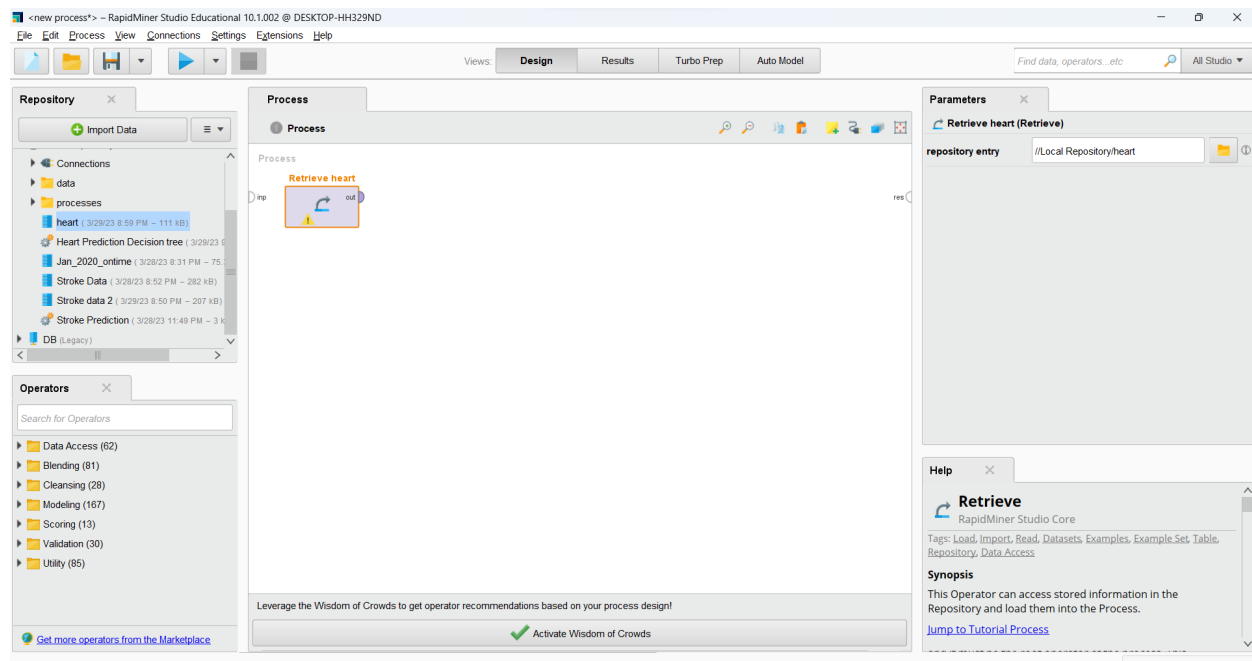 <new process*> – RapidMiner Studio Educational 10.1.002 @ DESKTOP-HH329ND
File Edit Process View Connections Settings Extensions Help
Views: Design Results Turbo Prep Auto Model
Find data, operators...etc
All Studio
Repository
Import Data
Connections
data
processes
heart ( 3/29/23 8:59 PM – 111 kB)
Heart Prediction Decision tree ( 3/29/23 9
Jan_2020_ontime ( 3/28/23 8:31 PM – 75.
Stroke Data ( 3/28/23 8:52 PM – 282 kB)
Stroke data 2 ( 3/29/23 8:50 PM – 207 kB)
Stroke Prediction ( 3/28/23 11:49 PM – 3 k
DB (Legacy)
Operators
Search for Operators
Data Access (62)
Blending (81)
Cleansing (28)
Modeling (167)
Scoring (13)
Validation (30)
Utility (85)
Get more operators from the Marketplace
Process
Process
Process
Retrieve heart
inp
out
res
Leverage the Wisdom of Crowds to get operator recommendations based on your process design!
Activate Wisdom of Crowds
Parameters
Retrieve heart (Retrieve)
repository entry
//Local Repository/heart
Help
Retrieve
RapidMiner Studio Core
Tags: Load, Import, Read, Datasets, Examples, Example Set, Table,
Repository, Data Access
Synopsis
This Operator can access stored information in the
Repository and load them into the Process.
Jump to Tutorial Process